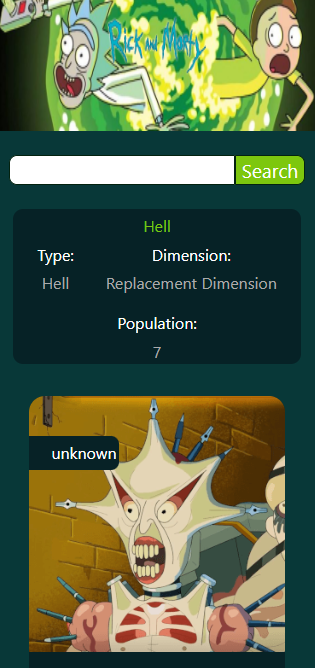 Rick and Morty
Search
Hell
Type: Dimension:
Hell Replacement Dimension
Population:
7
unknown